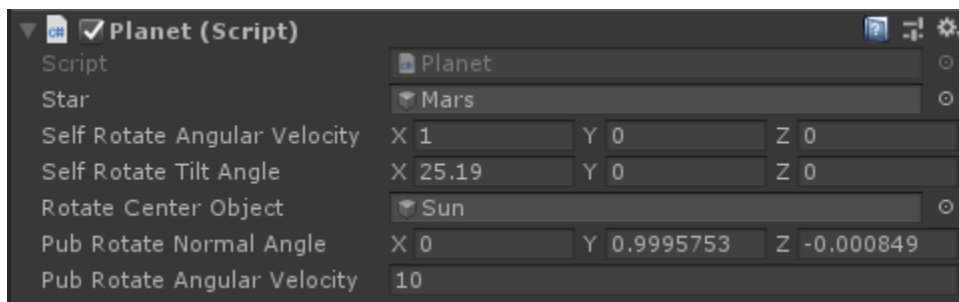 Planet (Script)
Script Planet
Star Mars
Self Rotate Angular Velocity X 1 Y 0 Z 0
Self Rotate Tilt Angle X 25.19 Y 0 Z 0
Rotate Center Object Sun
Pub Rotate Normal Angle X 0 Y 0.9995753 Z -0.000849
Pub Rotate Angular Velocity 10